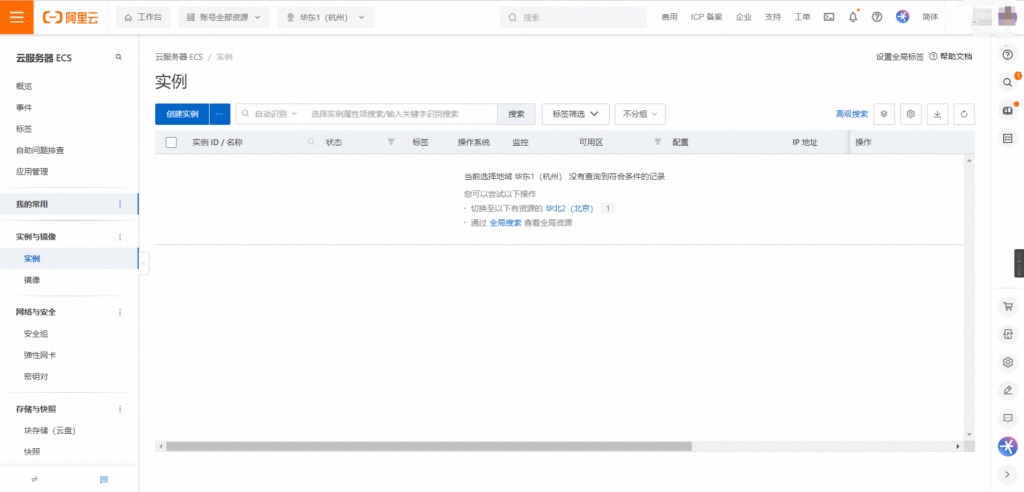 阿里云
工作台
账号全部资源
华东1（杭州）
搜索...
费用
ICP 备案
企业
支持
工单
简体
云服务器 ECS
概览
事件
标签
自助问题排查
应用管理
我的常用
实例与镜像
实例
镜像
网络与安全
安全组
弹性网卡
密钥对
存储与快照
块存储（云盘）
快照
云服务器 ECS / 实例
设置全局标签
帮助文档
实例
创建实例
...
自动识别
选择实例属性项搜索/输入关键字识别搜索
搜索
标签筛选
不分组
高级搜索
实例 ID / 名称
状态
标签
操作系统
监控
可用区
配置
IP 地址
操作
当前选择地域 华东1（杭州） 没有查询到符合条件的记录
您可以尝试以下操作
· 切换至以下有资源的 华北2（北京） 1
· 通过 全局搜索 查看全局资源
1